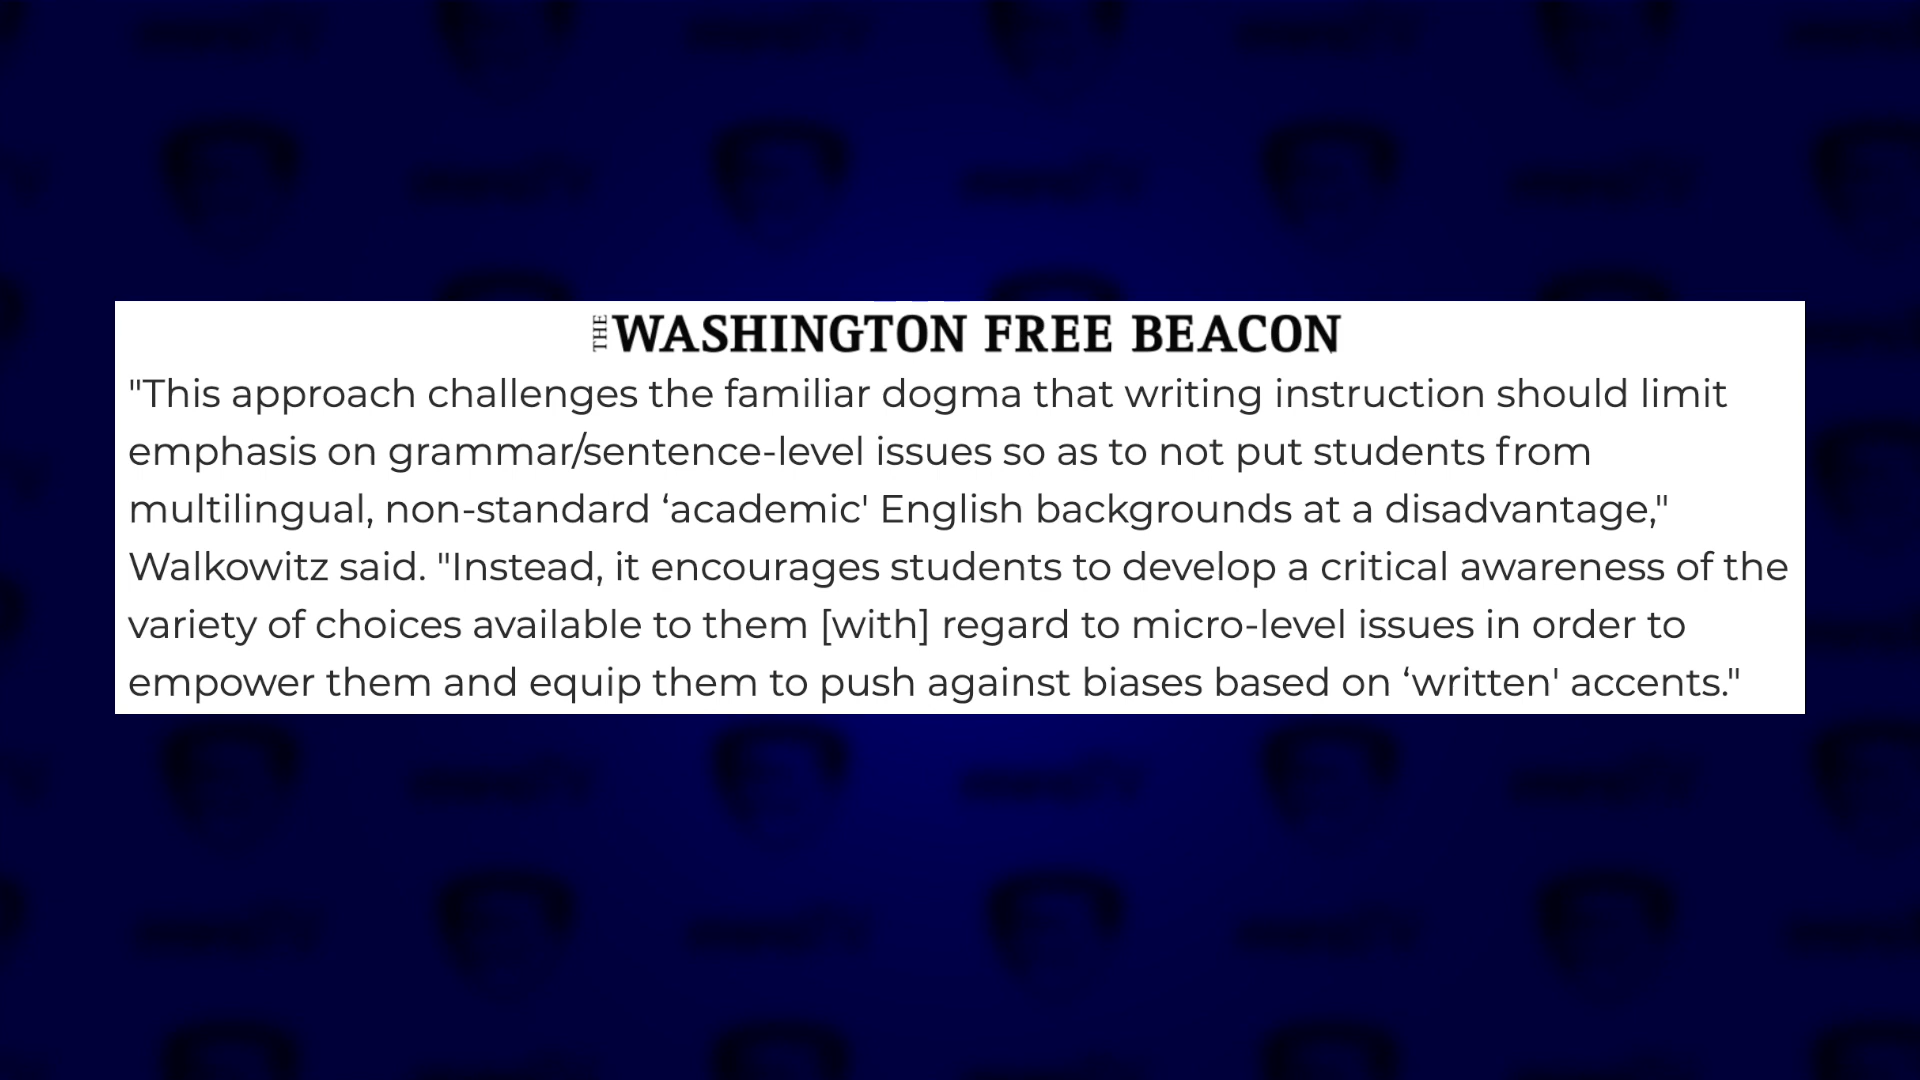 THE WASHINGTON FREE BEACON
"This approach challenges the familiar dogma that writing instruction should limit
emphasis on grammar/sentence-level issues so as to not put students from
multilingual, non-standard ‘academic' English backgrounds at a disadvantage,"
Walkowitz said. "Instead, it encourages students to develop a critical awareness of the
variety of choices available to them [with] regard to micro-level issues in order to
empower them and equip them to push against biases based on ‘written' accents."